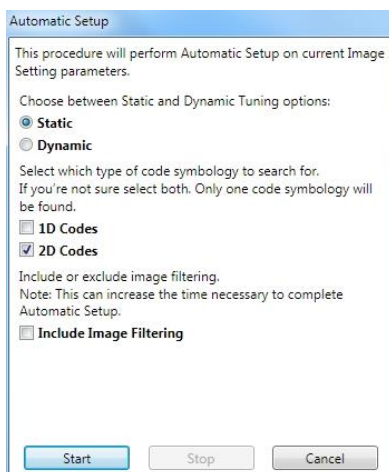 Automatic Setup
This procedure will perform Automatic Setup on current Image
Setting parameters.
Choose between Static and Dynamic Tuning options:
Static
Dynamic
Select which type of code symbology to search for.
If you're not sure select both. Only one code symbology will
be found.
1D Codes
2D Codes
Include or exclude image filtering.
Note: This can increase the time necessary to complete
Automatic Setup.
Include Image Filtering
Start Stop Cancel